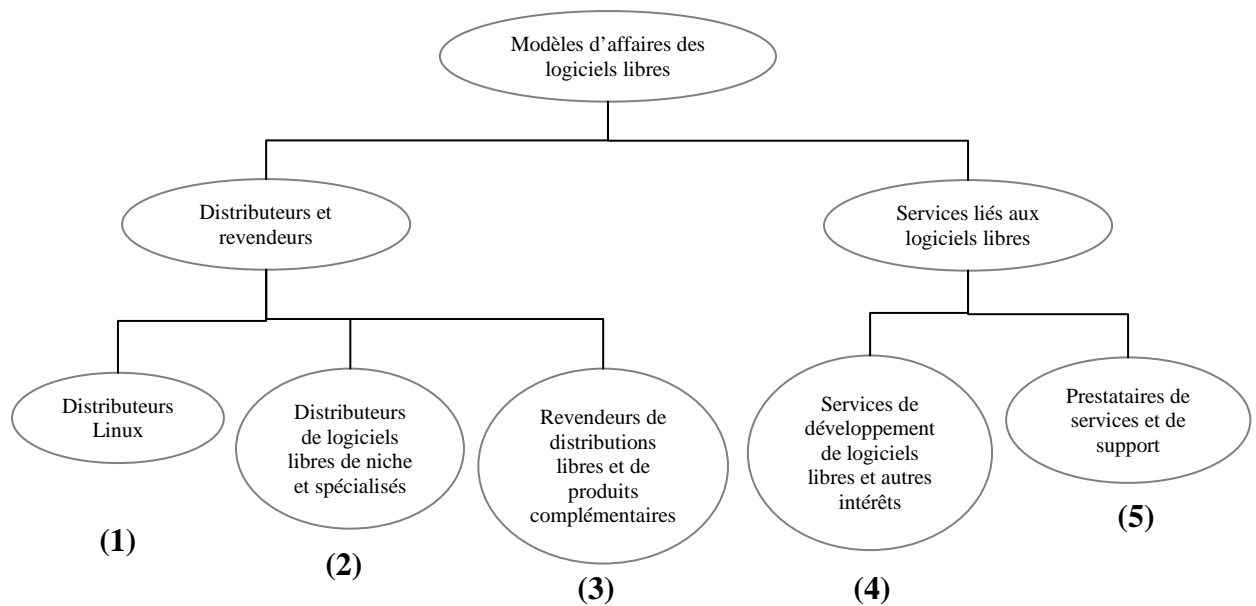 Modèles d'affaires des
logiciels libres
Distributeurs et
revendeurs
Services liés aux
logiciels libres
Distributeurs
Linux
(1)
Distributeurs
de logiciels
libres de niche
et spécialisés
(2)
Revendeurs de
distributions
libres et de
produits
complémentaires
(3)
Services de
développement
de logiciels
libres et autres
intérêts
(4)
Prestataires de
services et de
support
(5)